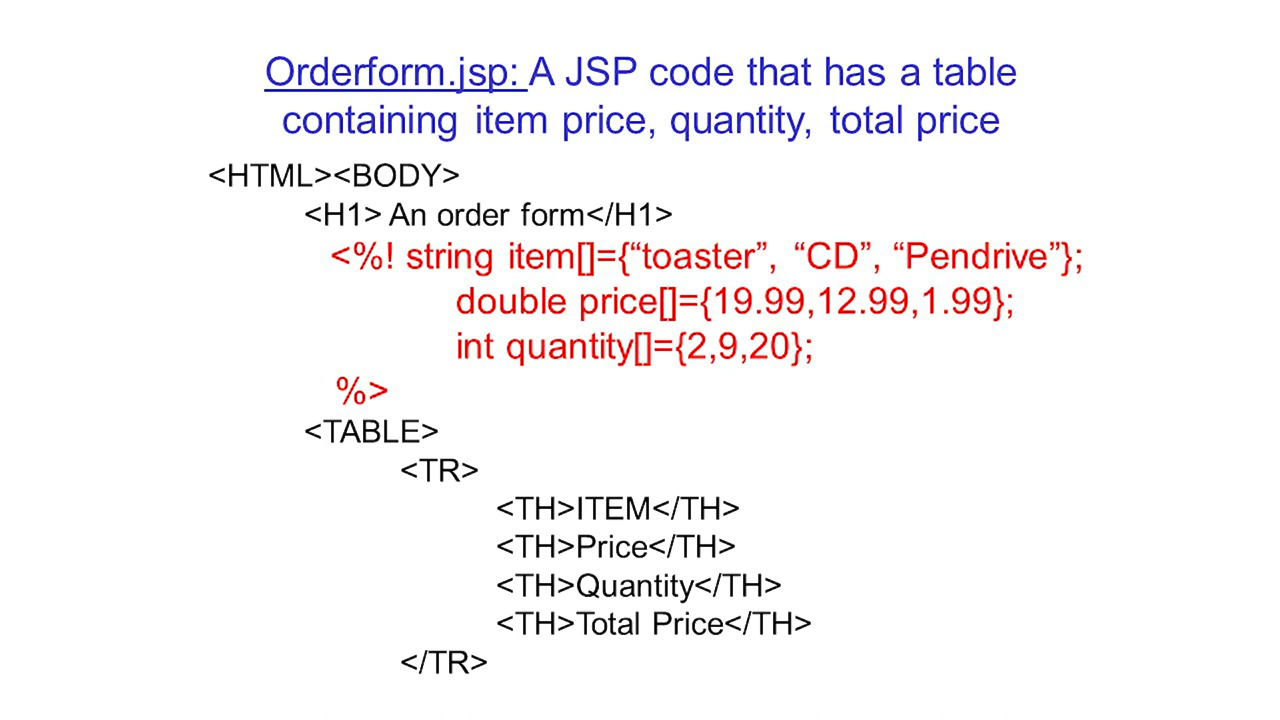 Orderform.jsp: A JSP code that has a table
containing item price, quantity, total price
<HTML><BODY>
<H1> An order form</H1>
<%! string item[]={“toaster”, “CD”, “Pendrive”};
double price[]={19.99,12.99,1.99};
int quantity[]={2,9,20};
%>
<TABLE>
<TR>
<TH>ITEM</TH>
<TH>Price</TH>
<TH>Quantity</TH>
<TH>Total Price</TH>
</TR>